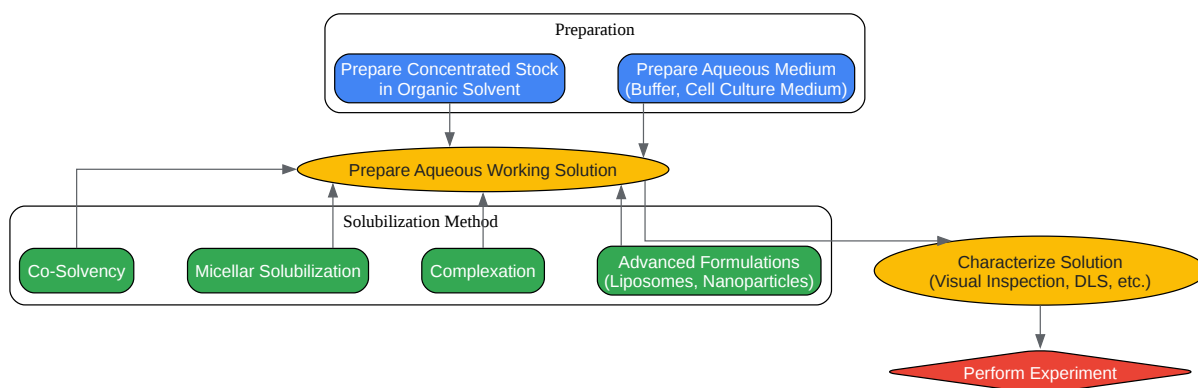 Preparation
Prepare Concentrated Stock
in Organic Solvent
Prepare Aqueous Medium
(Buffer, Cell Culture Medium)
Prepare Aqueous Working Solution
Solubilization Method
Co-Solvency
Micellar Solubilization
Complexation
Advanced Formulations
(Liposomes, Nanoparticles)
Characterize Solution
(Visual Inspection, DLS, etc.)
Perform Experiment